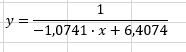 y = 1 / (−1,0741 · x + 6,4074)